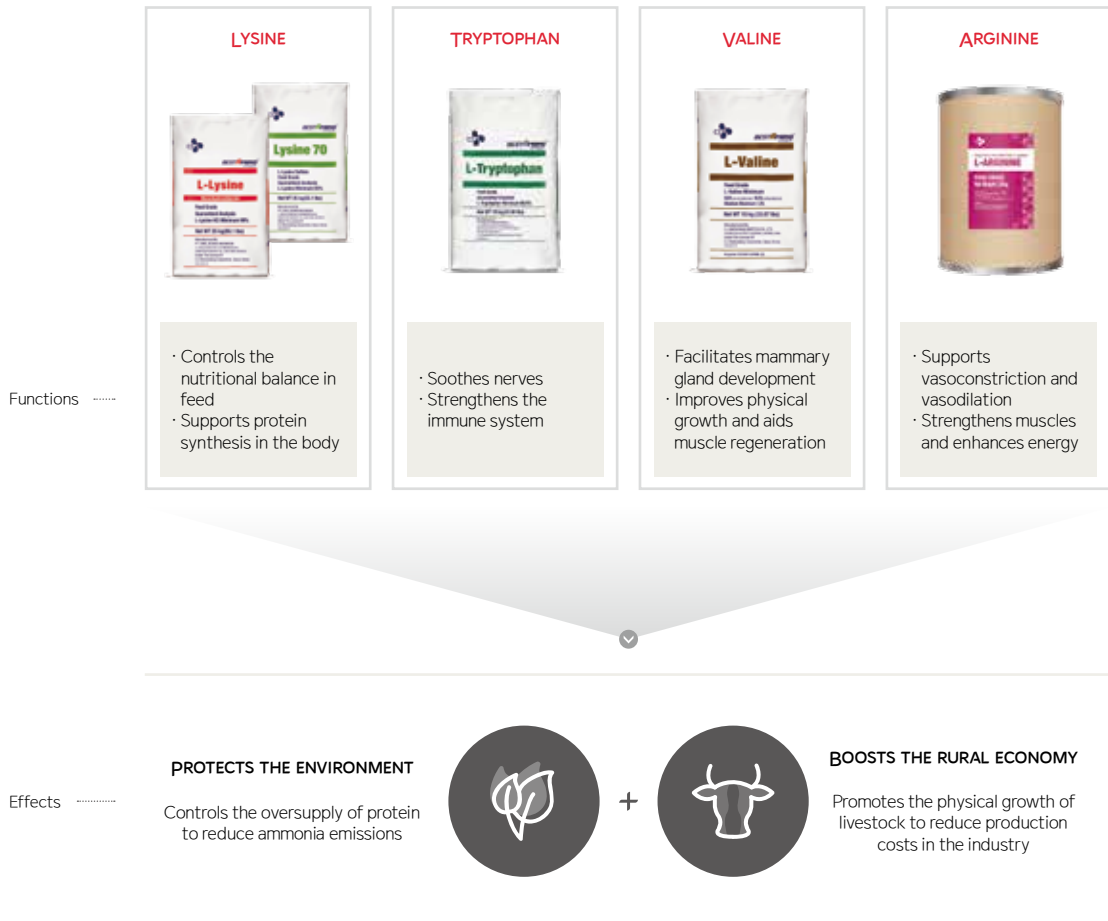 LYSINE
TRYPTOPHAN
VALINE
ARGININE
Lysine 70
L-Lysine
L-Tryptophan
L-Valine
L-ARGININE
Functions
· Controls the
nutritional balance in
feed
· Supports protein
synthesis in the body
· Soothes nerves
· Strengthens the
immune system
· Facilitates mammary
gland development
· Improves physical
growth and aids
muscle regeneration
· Supports
vasoconstriction and
vasodilation
· Strengthens muscles
and enhances energy
Effects
PROTECTS THE ENVIRONMENT
Controls the oversupply of protein
to reduce ammonia emissions
+
BOOSTS THE RURAL ECONOMY
Promotes the physical growth of
livestock to reduce production
costs in the industry